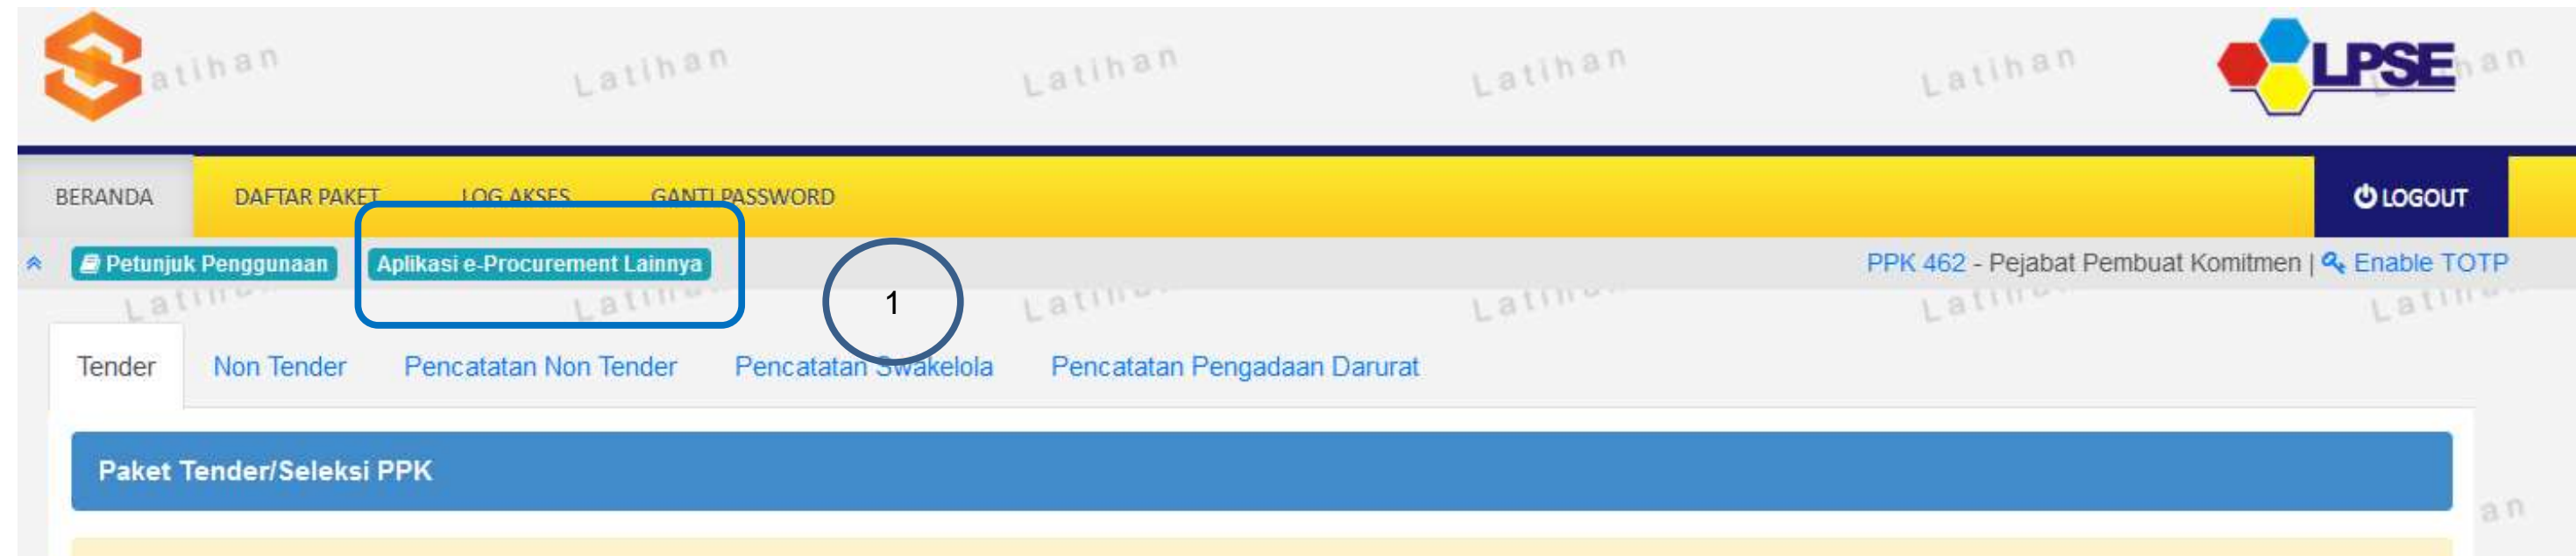 Latihan Latihan Latihan Latihan LPSE
BERANDA DAFTAR PAKET LOG AKSES GANTI PASSWORD LOGOUT
Petunjuk Penggunaan Aplikasi e-Procurement Lainnya PPK 462 - Pejabat Pembuat Komitmen | Enable TOTP
1
Tender Non Tender Pencatatan Non Tender Pencatatan Swakelola Pencatatan Pengadaan Darurat
Paket Tender/Seleksi PPK